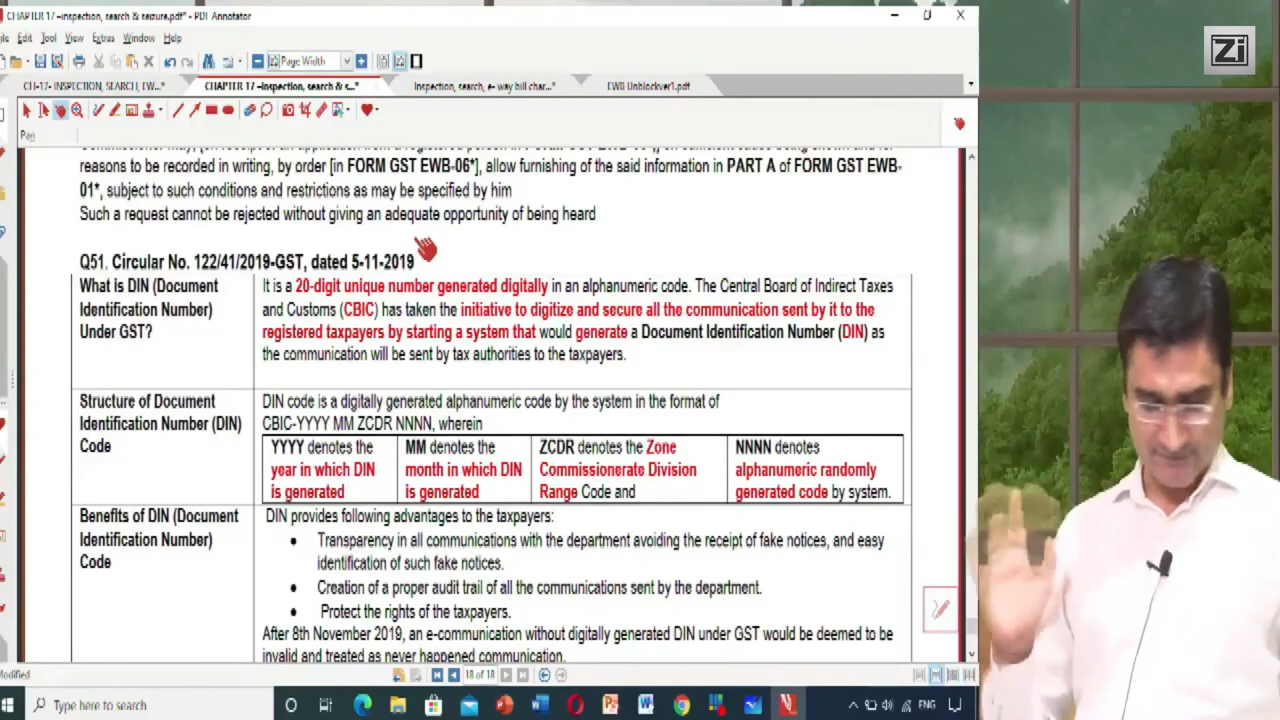 CHAPTER 17 –inspection, search & seizure.pdf* - PDF Annotator
Zi
Edit Tool View Extras Window Help
Page Width
CH-17- INSPECTION, SEARCH, EW...* CHAPTER 17 –inspection, search & s...* Inspection, search, e- way bill char...* EWB Unblockver1.pdf
Pan
reasons to be recorded in writing, by order [in FORM GST EWB-06*], allow furnishing of the said information in PART A of FORM GST EWB-
01*, subject to such conditions and restrictions as may be specified by him
Such a request cannot be rejected without giving an adequate opportunity of being heard
Q51. Circular No. 122/41/2019-GST, dated 5-11-2019
What is DIN (Document
Identification Number)
Under GST?
It is a 20-digit unique number generated digitally in an alphanumeric code. The Central Board of Indirect Taxes
and Customs (CBIC) has taken the initiative to digitize and secure all the communication sent by it to the
registered taxpayers by starting a system that would generate a Document Identification Number (DIN) as
the communication will be sent by tax authorities to the taxpayers.
Structure of Document
Identification Number (DIN)
Code
DIN code is a digitally generated alphanumeric code by the system in the format of
CBIC-YYYY MM ZCDR NNNN, wherein
YYYY denotes the
year in which DIN
is generated
MM denotes the
month in which DIN
is generated
ZCDR denotes the Zone
Commissionerate Division
Range Code and
NNNN denotes
alphanumeric randomly
generated code by system.
Benefits of DIN (Document
Identification Number)
Code
DIN provides following advantages to the taxpayers:
• Transparency in all communications with the department avoiding the receipt of fake notices, and easy
identification of such fake notices.
• Creation of a proper audit trail of all the communications sent by the department.
• Protect the rights of the taxpayers.
After 8th November 2019, an e-communication without digitally generated DIN under GST would be deemed to be
invalid and treated as never happened communication.
Modified
18 of 18
Type here to search
ENG